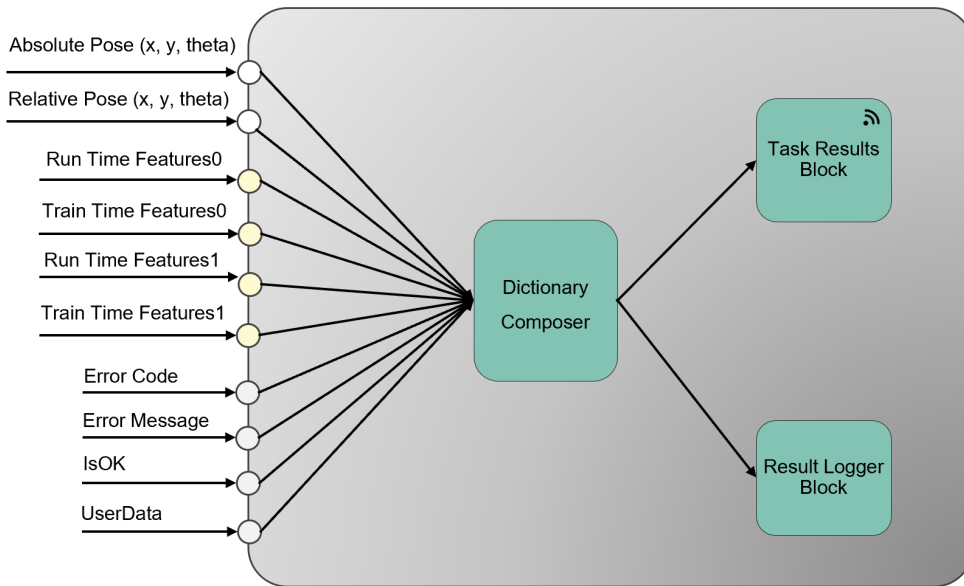 Absolute Pose (x, y, theta)
Relative Pose (x, y, theta)
Run Time Features0
Train Time Features0
Run Time Features1
Train Time Features1
Error Code
Error Message
IsOK
UserData
Dictionary
Composer
Task Results
Block
Result Logger
Block